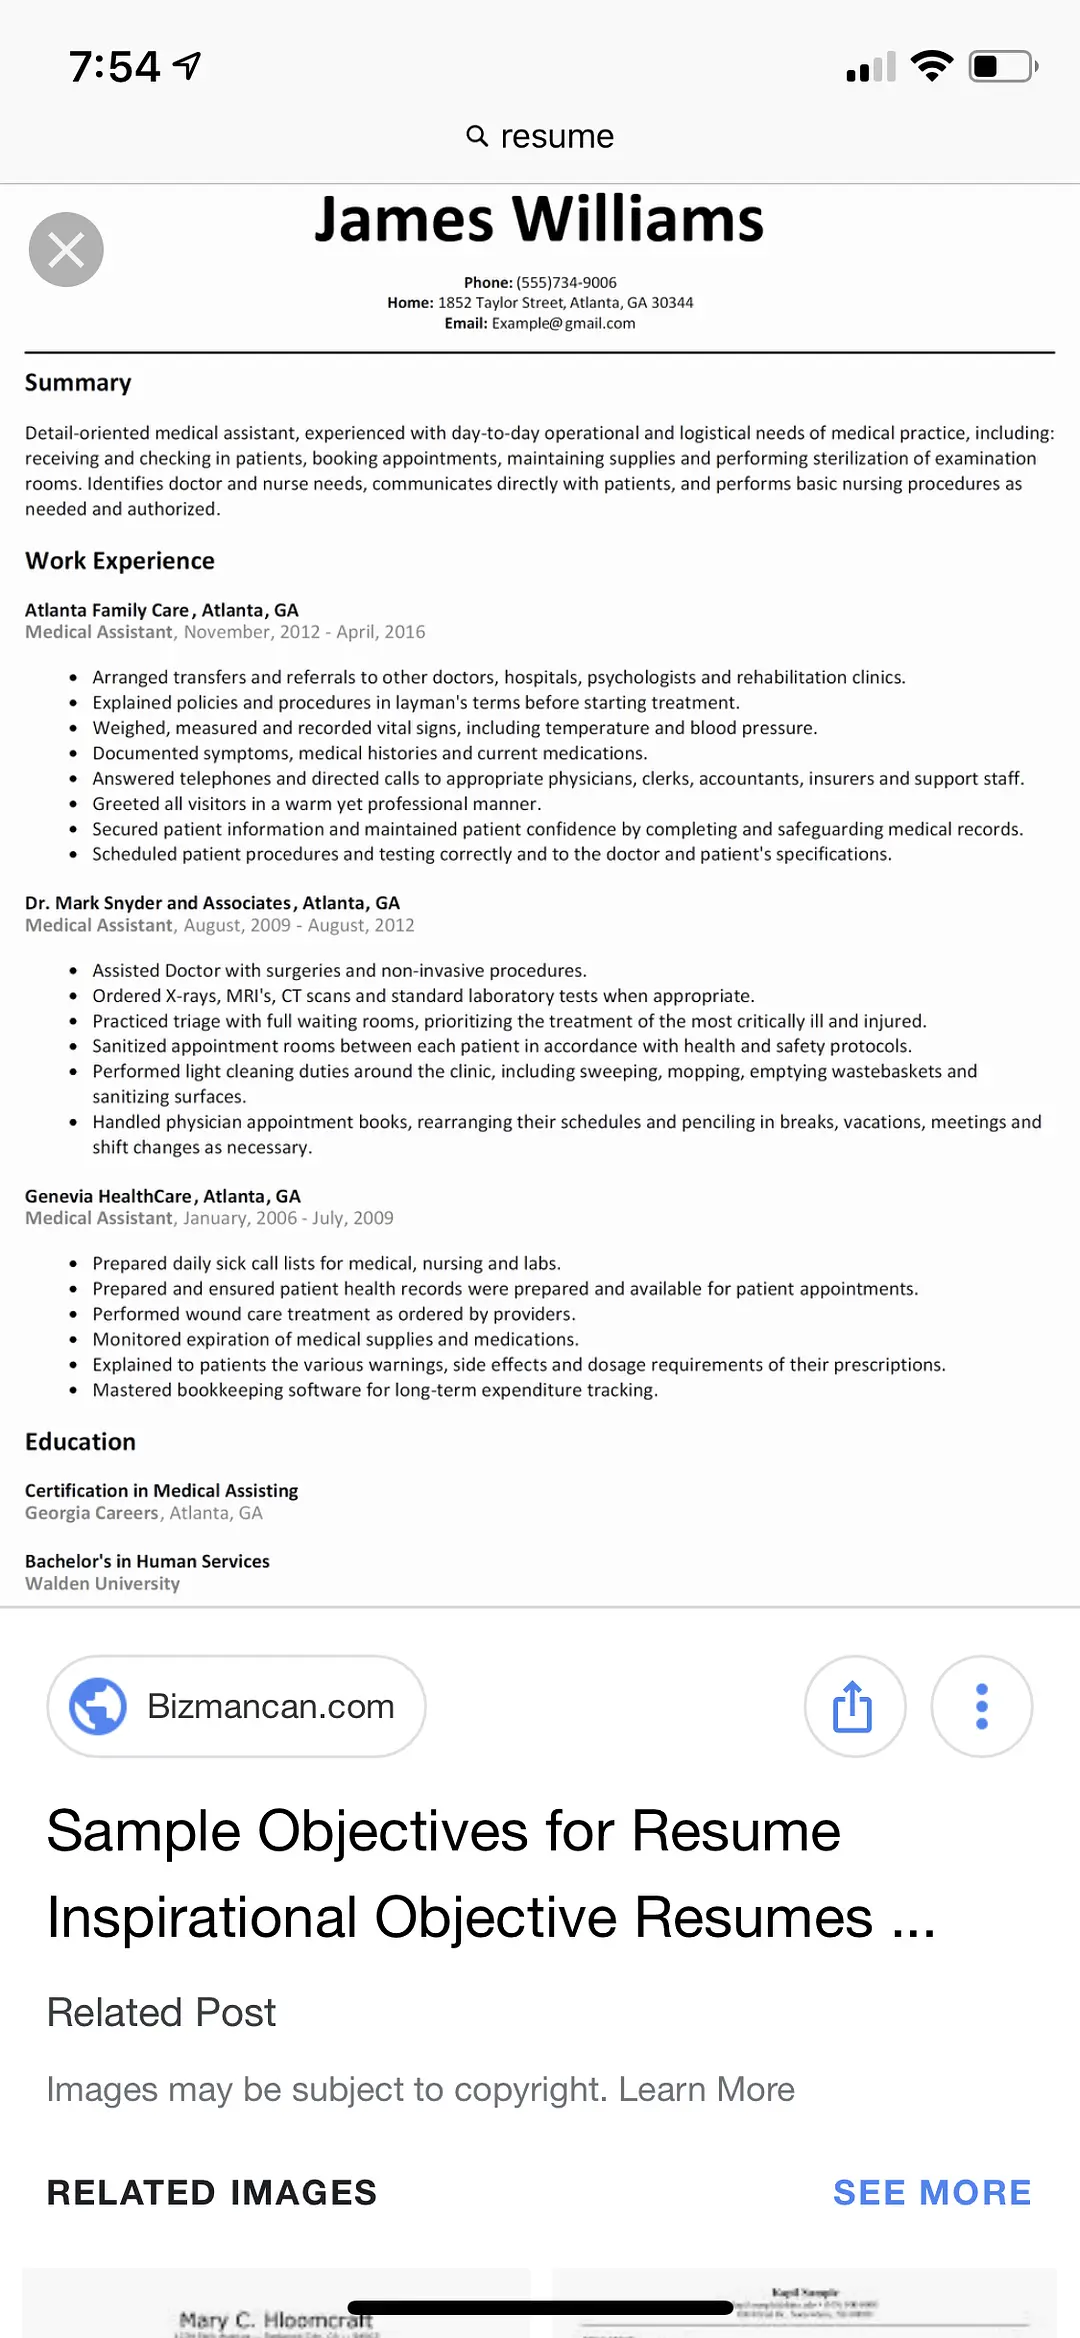 7:54
resume
James Williams
Phone: (555)734-9006
Home: 1852 Taylor Street, Atlanta, GA 30344
Email: Example@gmail.com
Summary
Detail-oriented medical assistant, experienced with day-to-day operational and logistical needs of medical practice, including:
receiving and checking in patients, booking appointments, maintaining supplies and performing sterilization of examination
rooms. Identifies doctor and nurse needs, communicates directly with patients, and performs basic nursing procedures as
needed and authorized.
Work Experience
Atlanta Family Care, Atlanta, GA
Medical Assistant, November, 2012 - April, 2016
• Arranged transfers and referrals to other doctors, hospitals, psychologists and rehabilitation clinics.
• Explained policies and procedures in layman's terms before starting treatment.
• Weighed, measured and recorded vital signs, including temperature and blood pressure.
• Documented symptoms, medical histories and current medications.
• Answered telephones and directed calls to appropriate physicians, clerks, accountants, insurers and support staff.
• Greeted all visitors in a warm yet professional manner.
• Secured patient information and maintained patient confidence by completing and safeguarding medical records.
• Scheduled patient procedures and testing correctly and to the doctor and patient's specifications.
Dr. Mark Snyder and Associates, Atlanta, GA
Medical Assistant, August, 2009 - August, 2012
• Assisted Doctor with surgeries and non-invasive procedures.
• Ordered X-rays, MRI's, CT scans and standard laboratory tests when appropriate.
• Practiced triage with full waiting rooms, prioritizing the treatment of the most critically ill and injured.
• Sanitized appointment rooms between each patient in accordance with health and safety protocols.
• Performed light cleaning duties around the clinic, including sweeping, mopping, emptying wastebaskets and
sanitizing surfaces.
• Handled physician appointment books, rearranging their schedules and penciling in breaks, vacations, meetings and
shift changes as necessary.
Genevia HealthCare, Atlanta, GA
Medical Assistant, January, 2006 - July, 2009
• Prepared daily sick call lists for medical, nursing and labs.
• Prepared and ensured patient health records were prepared and available for patient appointments.
• Performed wound care treatment as ordered by providers.
• Monitored expiration of medical supplies and medications.
• Explained to patients the various warnings, side effects and dosage requirements of their prescriptions.
• Mastered bookkeeping software for long-term expenditure tracking.
Education
Certification in Medical Assisting
Georgia Careers, Atlanta, GA
Bachelor's in Human Services
Walden University
Bizmancan.com
Sample Objectives for Resume
Inspirational Objective Resumes ...
Related Post
Images may be subject to copyright. Learn More
RELATED IMAGES
SEE MORE
Mary C. Hloomcraft
Kapil Sample